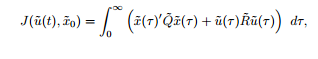 J(ũ(t), x̃₀) = ∫₀^∞ (x̃(τ)′Q̃x̃(τ) + ũ(τ)R̃ũ(τ)) dτ,